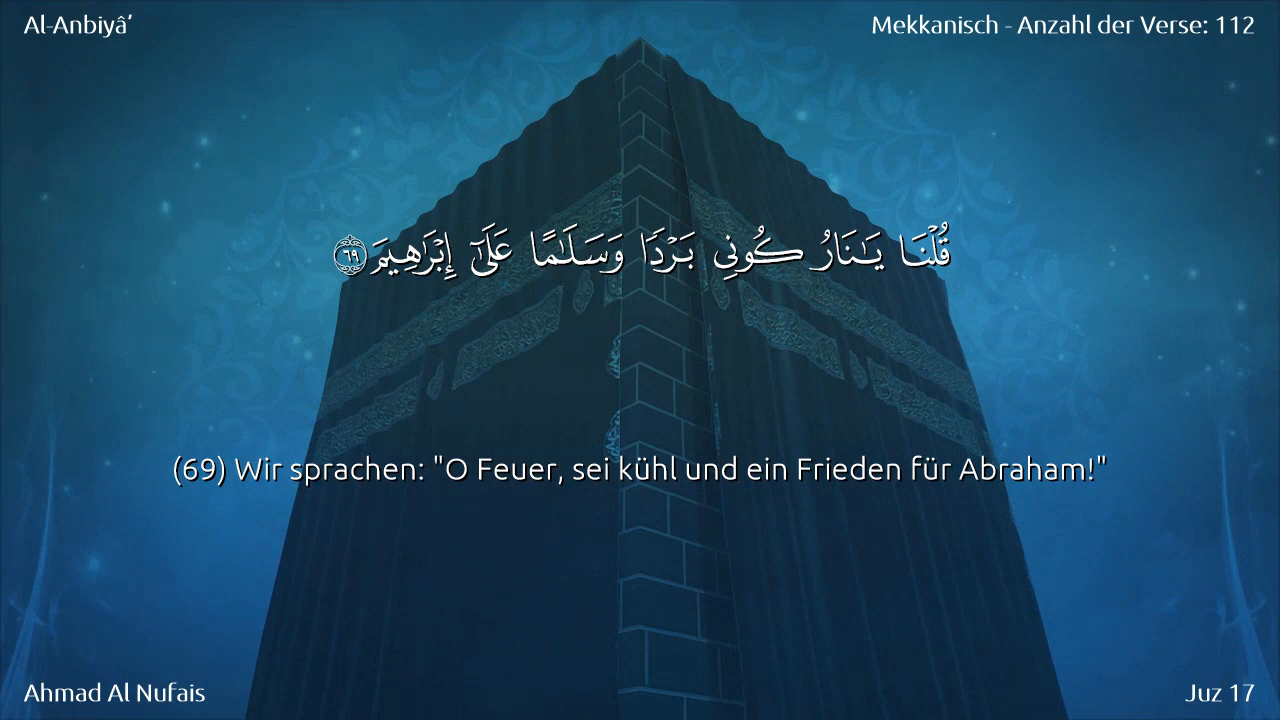 Al-Anbiyâ’
Mekkanisch - Anzahl der Verse: 112
قُلْنَا يَـٰنَارُ كُونِى بَرْدًا وَسَلَـٰمًا عَلَىٰٓ إِبْرَٰهِيمَ ٦٩
(69) Wir sprachen: "O Feuer, sei kühl und ein Frieden für Abraham!"
Ahmad Al Nufais
Juz 17